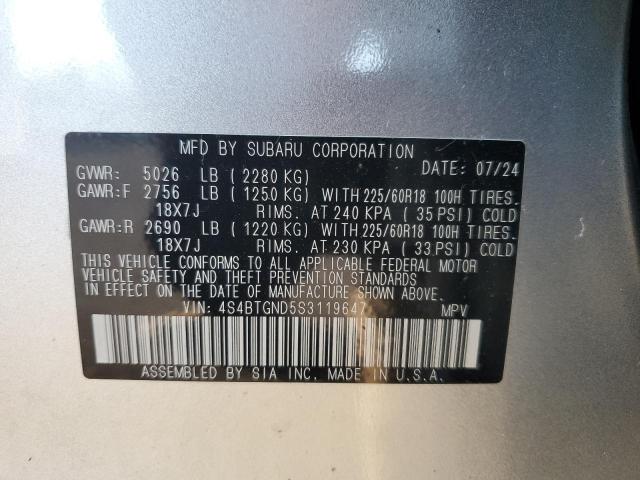 MFD BY SUBARU CORPORATION
GVWR: 5026 LB ( 2280 KG) DATE: 07/24
GAWR:F 2756 LB ( 1250 KG) WITH 225/60R18 100H TIRES.
18X7J RIMS. AT 240 KPA ( 35 PSI) COLD
GAWR:R 2690 LB ( 1220 KG) WITH 225/60R18 100H TIRES.
18X7J RIMS. AT 230 KPA ( 33 PSI) COLD
THIS VEHICLE CONFORMS TO ALL APPLICABLE FEDERAL MOTOR
VEHICLE SAFETY AND THEFT PREVENTION STANDARDS
IN EFFECT ON THE DATE OF MANUFACTURE SHOWN ABOVE.
VIN: 4S4BTGND5S3119647 MPV
ASSEMBLED BY SIA INC. MADE IN U.S.A.